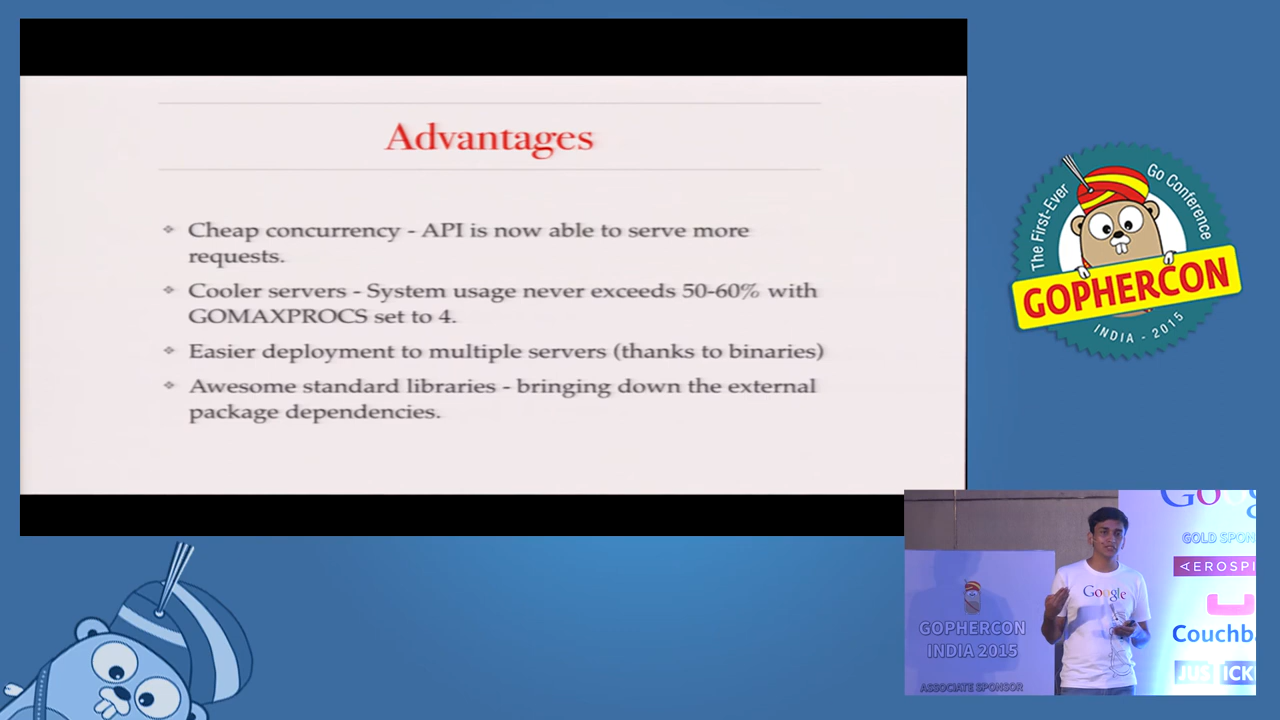 Advantages
Cheap concurrency - API is now able to serve more
requests.
Cooler servers - System usage never exceeds 50-60% with
GOMAXPROCS set to 4.
Easier deployment to multiple servers (thanks to binaries)
Awesome standard libraries - bringing down the external
package dependencies.
The First-Ever
Go Conference
GOPHERCON
INDIA - 2015
Goog
GOLD SPON
AEROSPI
Couchb
Google
GOPHERCON
INDIA 2015
ASSOCIATE SPONSOR